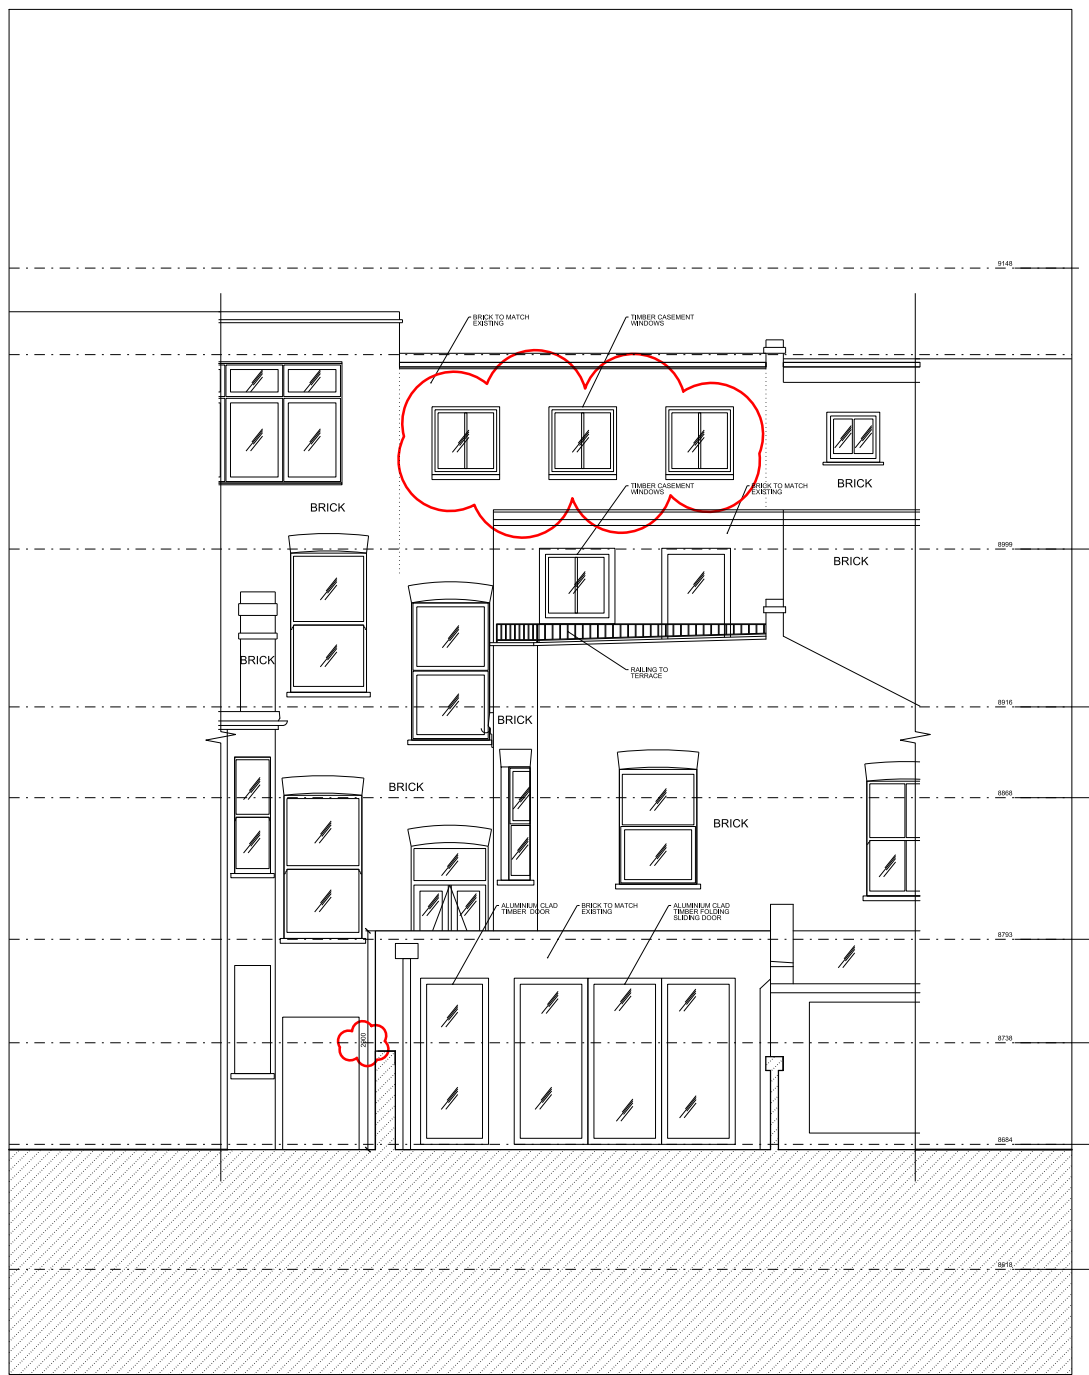 9148
BRICK TO MATCH
EXISTING
TIMBER CASEMENT
WINDOWS
TIMBER CASEMENT
WINDOWS
BRICK TO MATCH
EXISTING
BRICK
BRICK
8999
BRICK
BRICK
RAILING TO
TERRACE
8916
BRICK
BRICK
8868
BRICK
ALUMINIUM CLAD
TIMBER DOOR
BRICK TO MATCH
EXISTING
ALUMINIUM CLAD
TIMBER FOLDING
SLIDING DOOR
8793
2900
8738
8684
8618